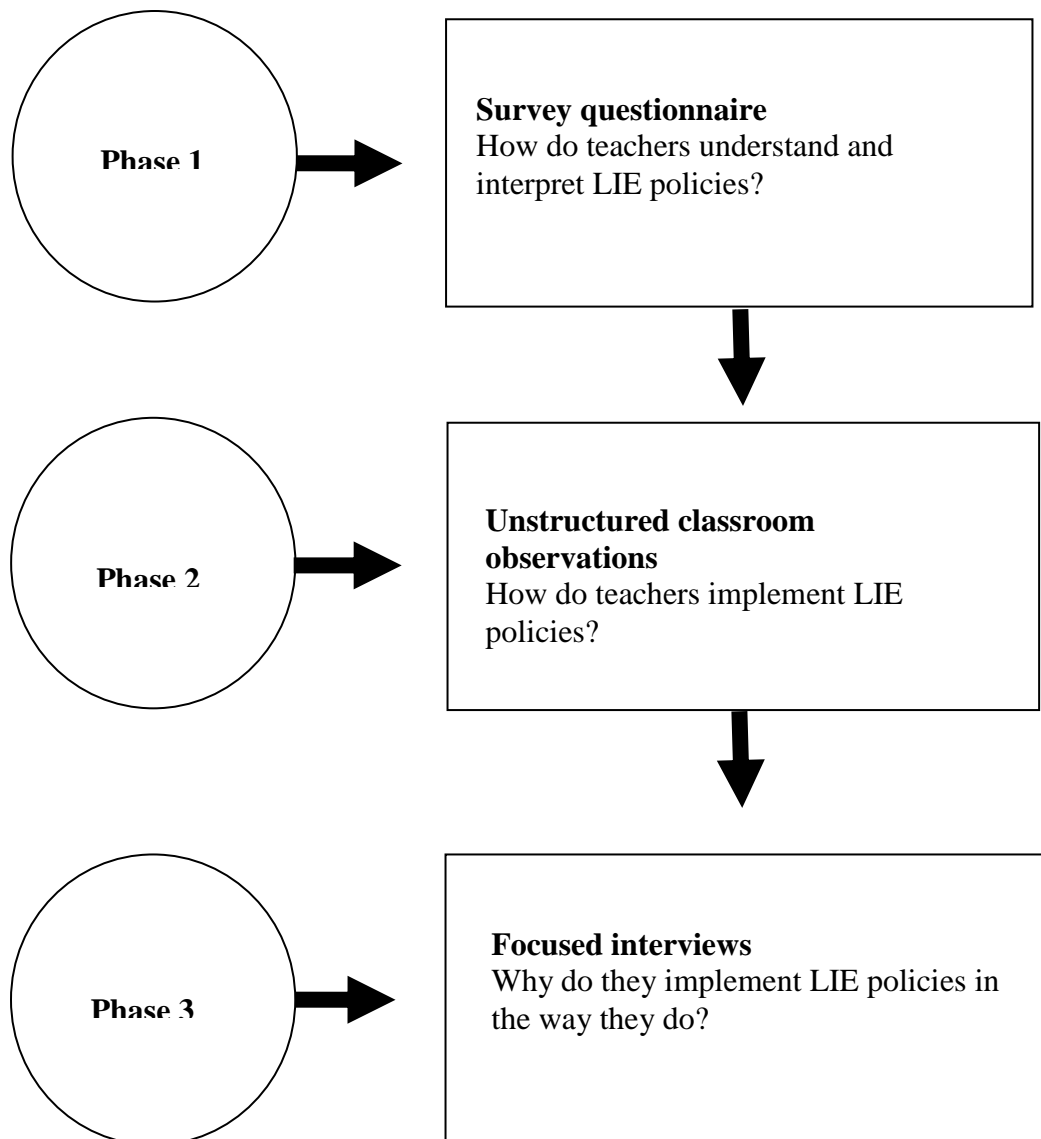 Phase 1
Survey questionnaire
How do teachers understand and
interpret LIE policies?
Phase 2
Unstructured classroom
observations
How do teachers implement LIE
policies?
Phase 3
Focused interviews
Why do they implement LIE policies in
the way they do?